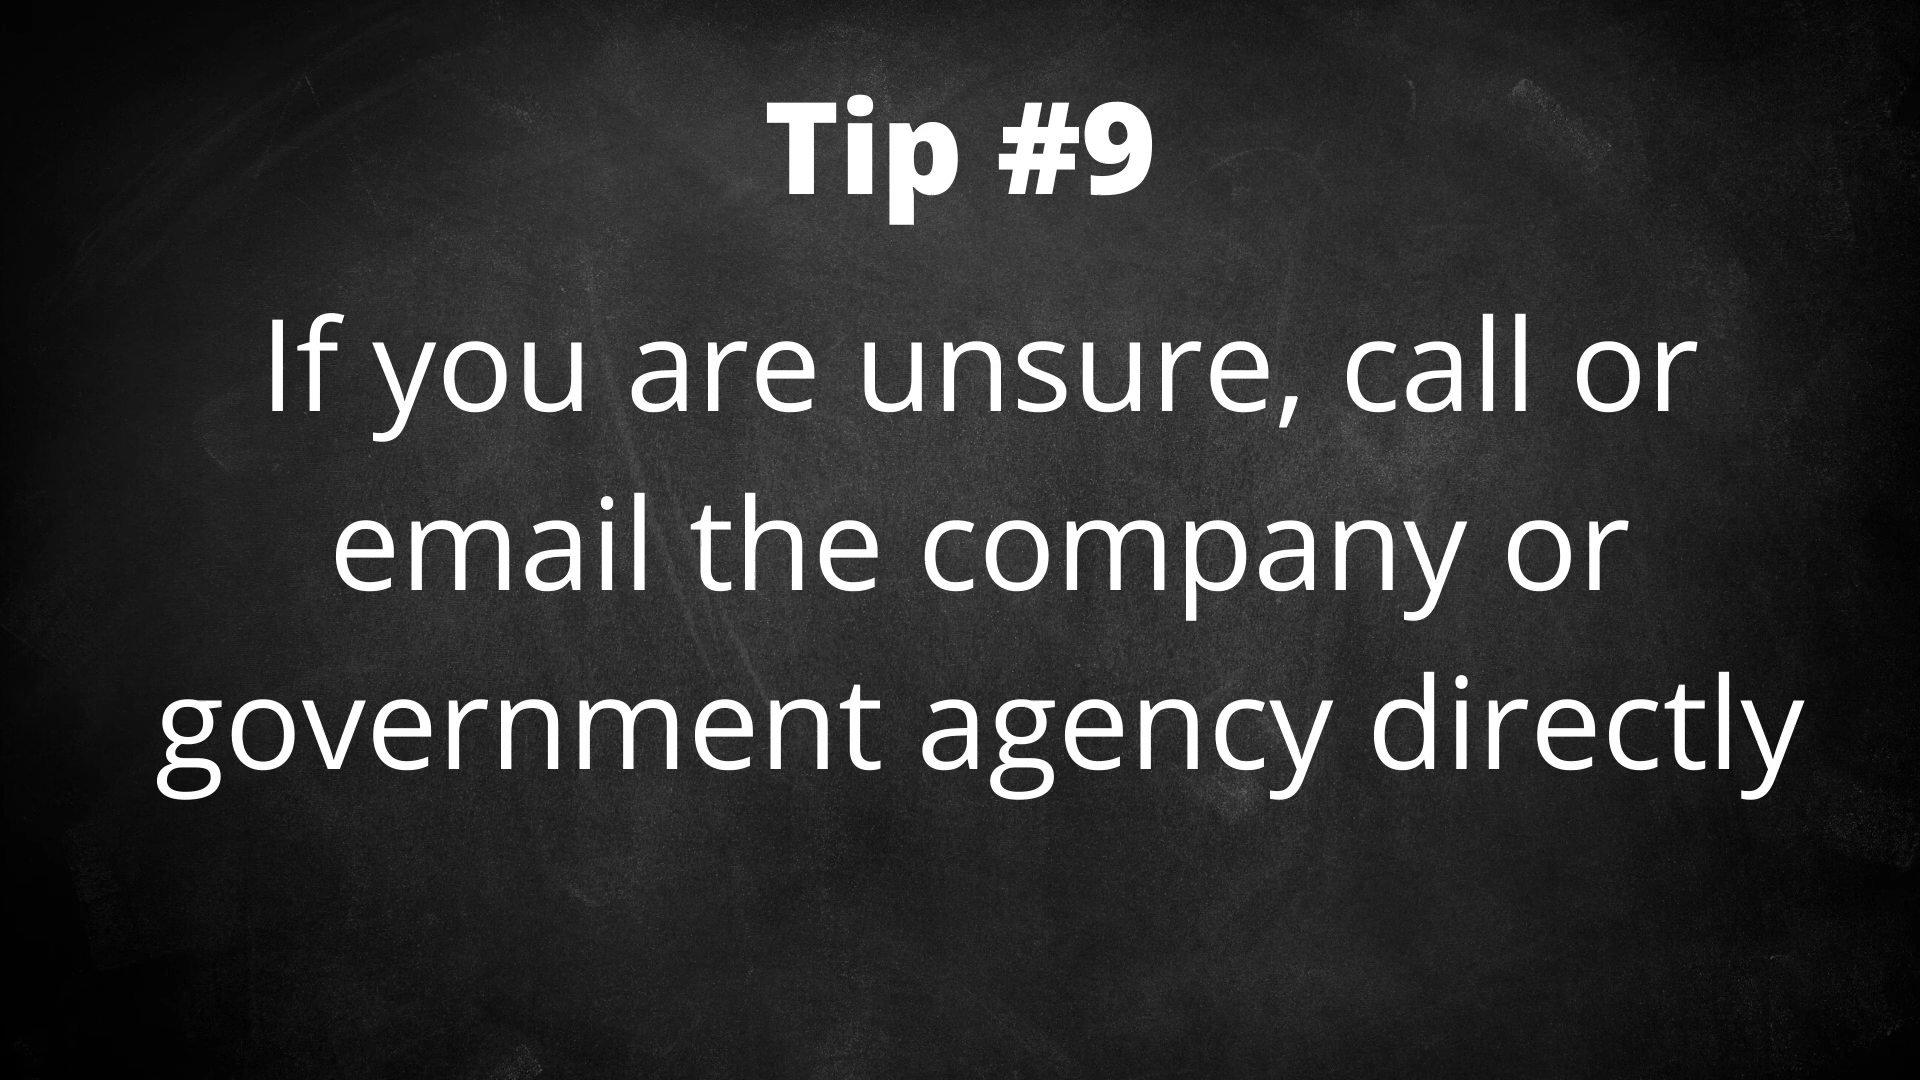 Tip #9
If you are unsure, call or
email the company or
government agency directly